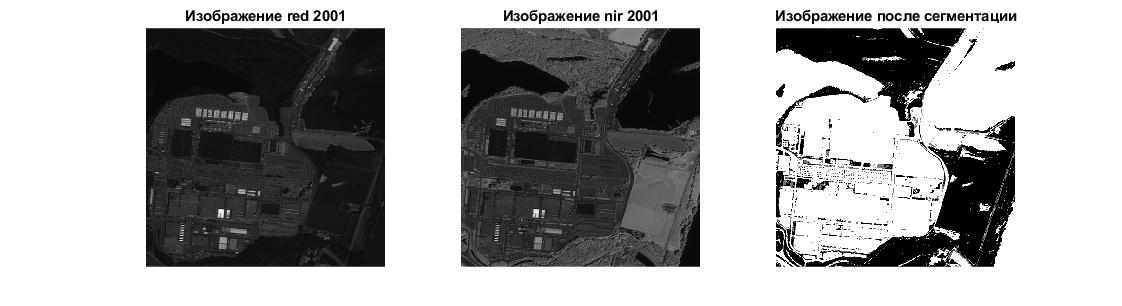 Изображение red 2001
Изображение nir 2001
Изображение после сегментации